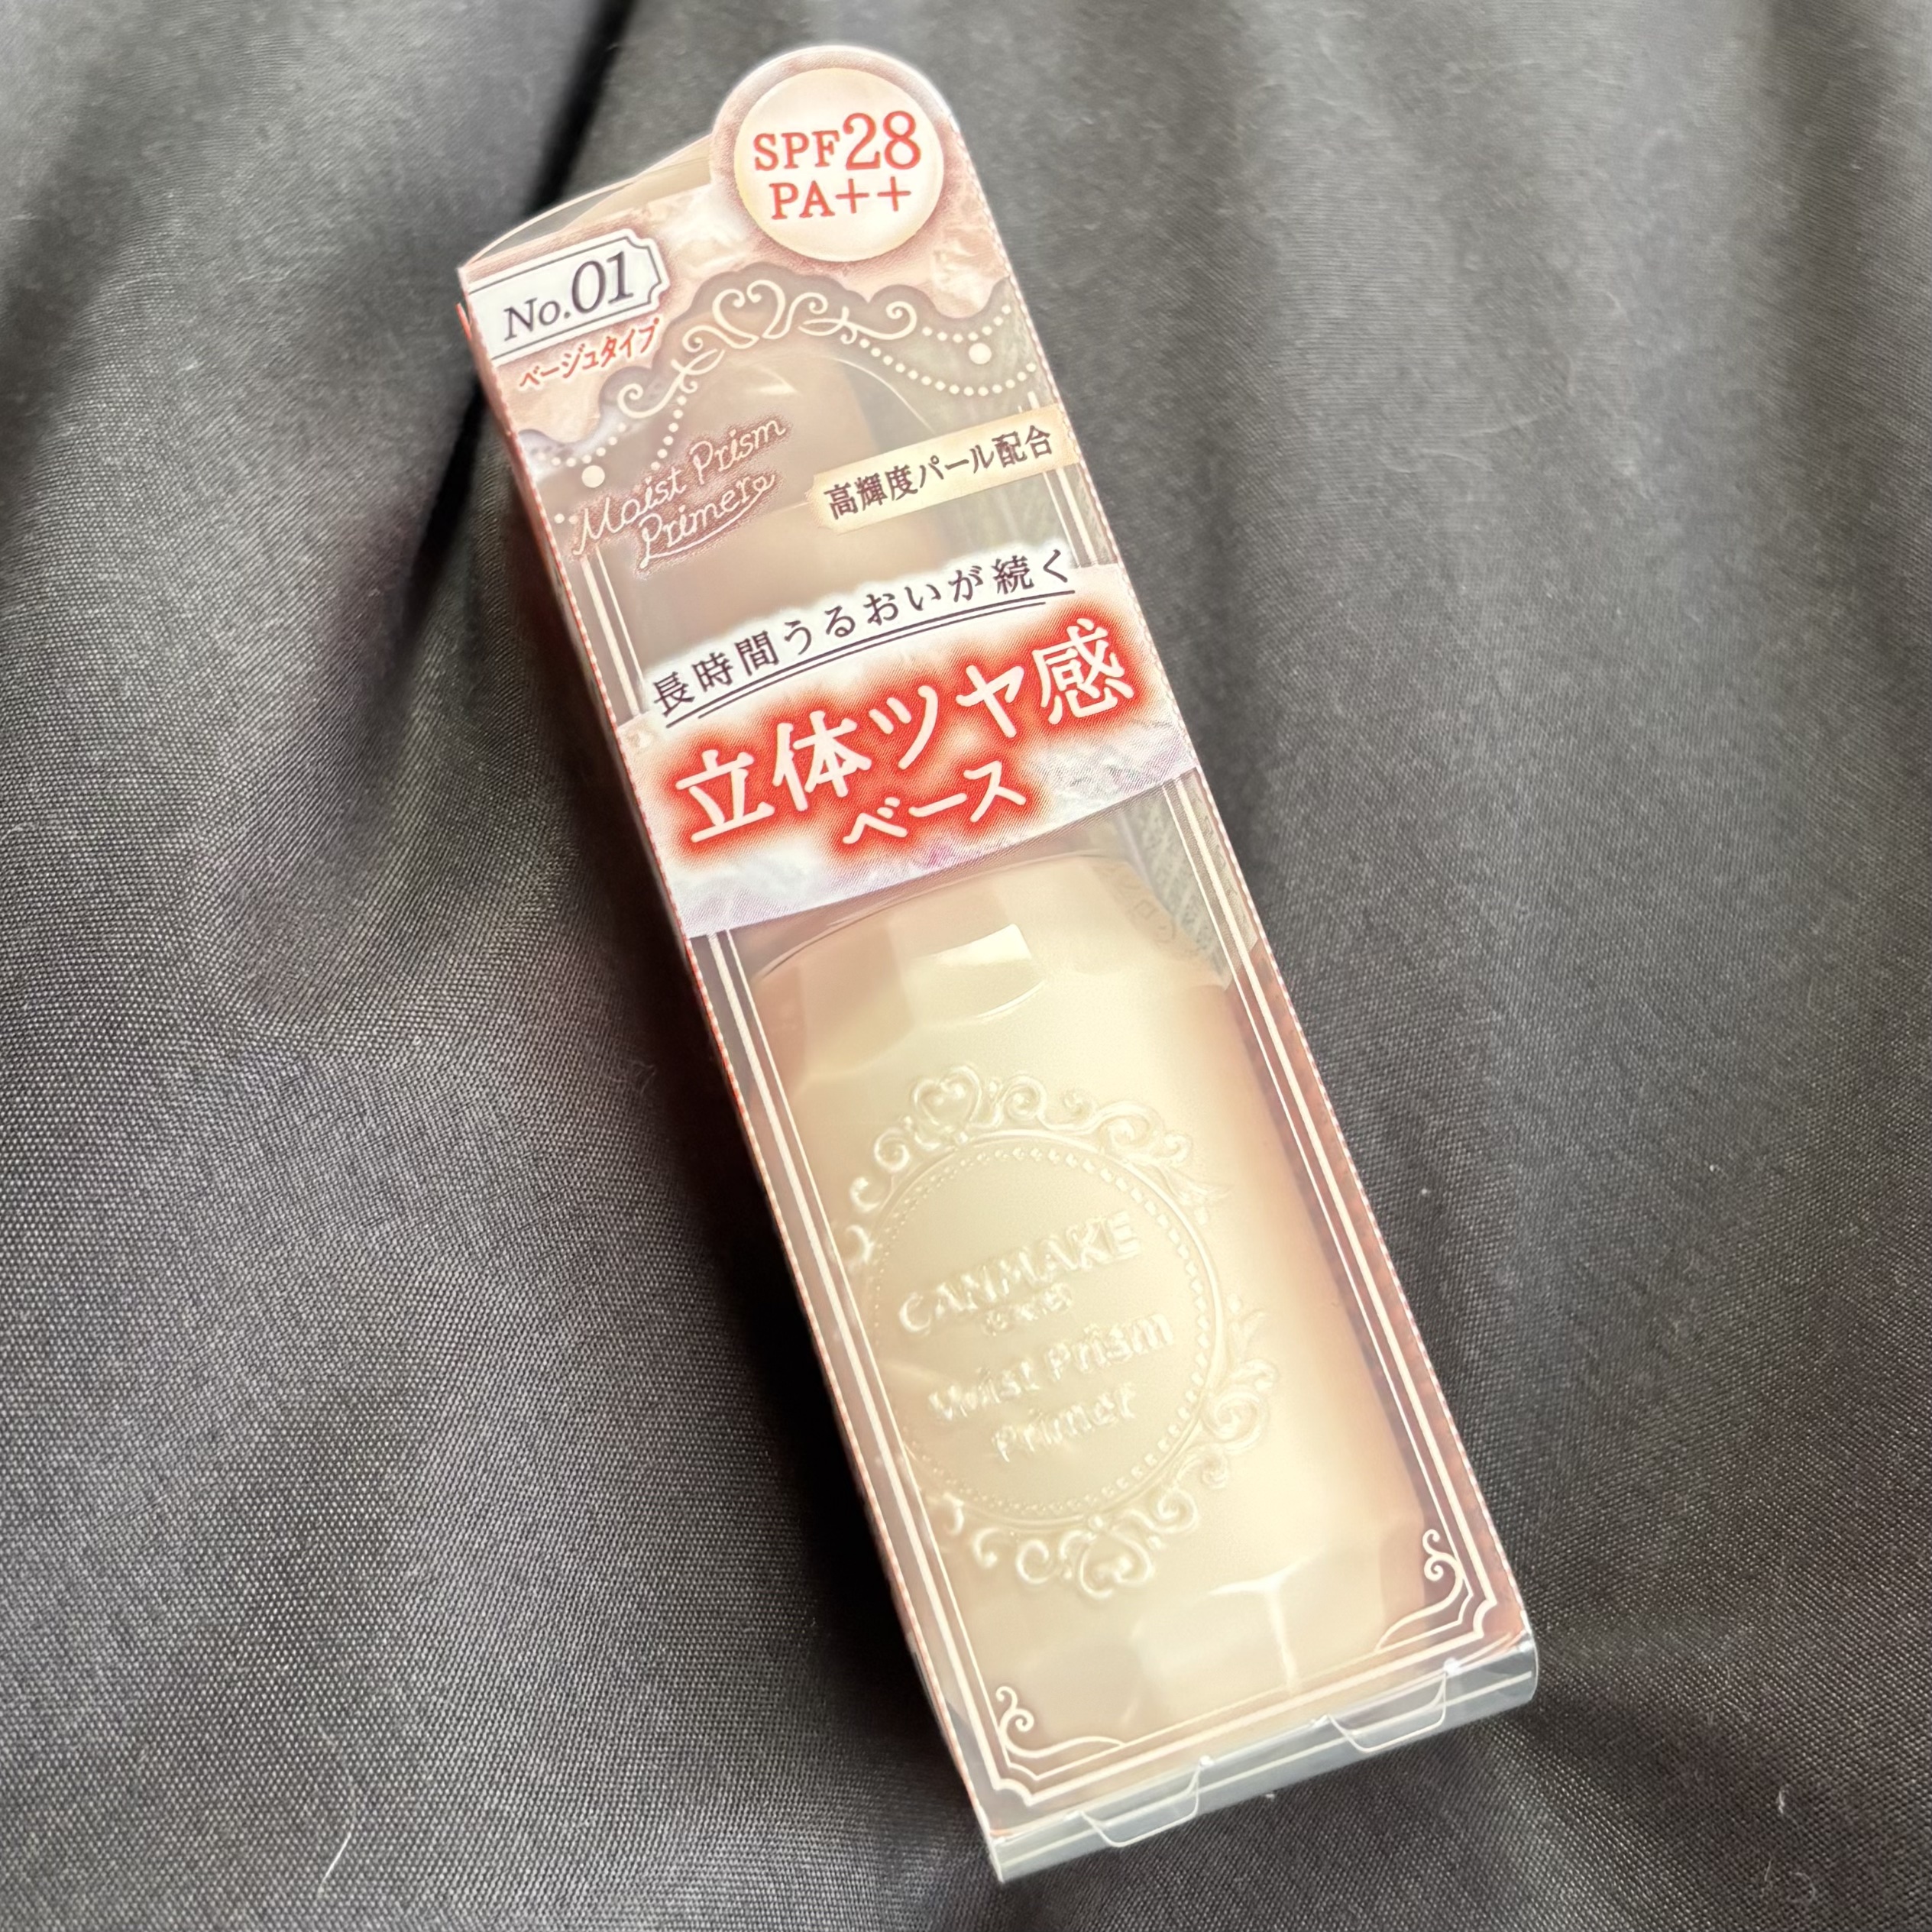 SPF28
PA++
No.01
ベージュタイプ
Moist Prism
Primer
高輝度パール配合
長時間うるおいが続く
立体ツヤ感
ベース
CANMAKE
Moist Prism
Primer